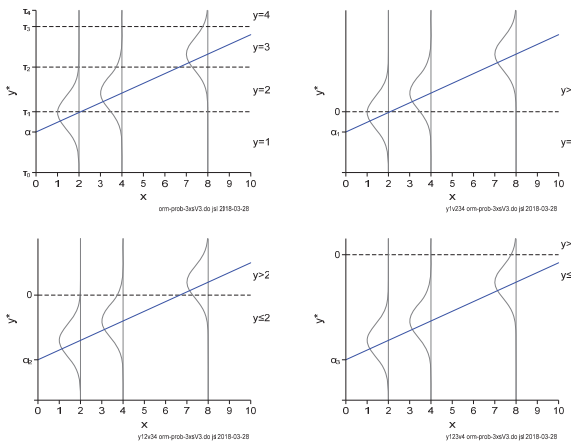 τ4
τ3
y=4
y=3
τ2
y*
y=2
τ1
α
y=1
τ0
0 1 2 3 4 5 6 7 8 9 10
x
orm-prob-3xsV3.do jsl 2018-03-28
y>
y*
0
α1
y=
0 1 2 3 4 5 6 7 8 9 10
x
y1v234 orm-prob-3xsV3.do jsl 2018-03-28
y>2
y*
0
y≤2
α2
0 1 2 3 4 5 6 7 8 9 10
x
y12v34 orm-prob-3xsV3.do jsl 2018-03-28
y>
0
y≤
y*
α3
0 1 2 3 4 5 6 7 8 9 10
x
y123v4 orm-prob-3xsV3.do jsl 2018-03-28